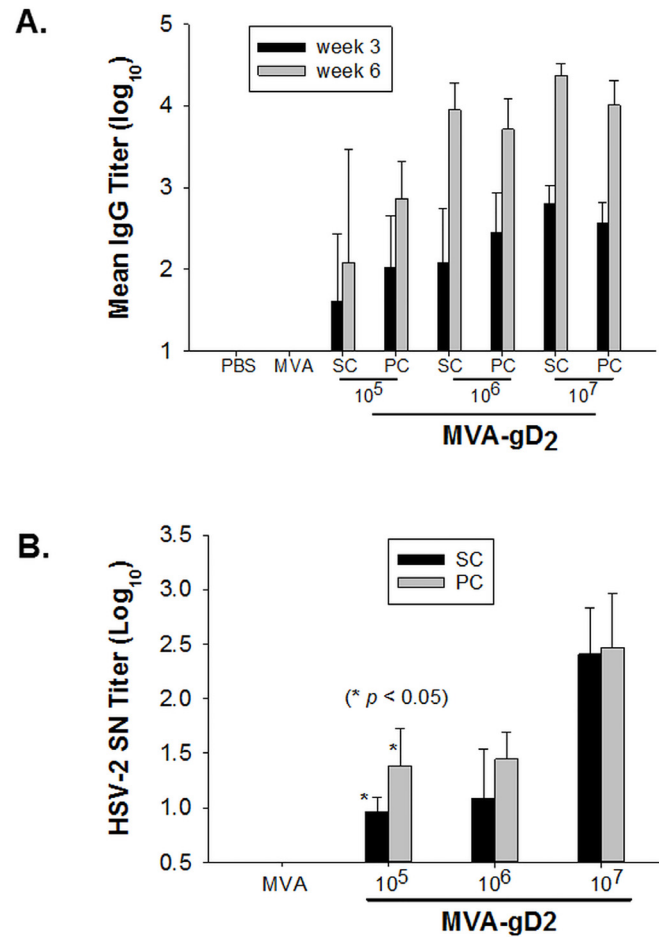 A.
Mean IgG Titer (log10)
5
4
3
2
1
week 3
week 6
PBS MVA SC PC SC PC SC PC
10^5 10^6 10^7
MVA-gD2
B.
HSV-2 SN Titer (Log10)
3.5
3.0
2.5
2.0
1.5
1.0
0.5
SC
PC
(* p < 0.05)
*
*
MVA 10^5 10^6 10^7
MVA-gD2